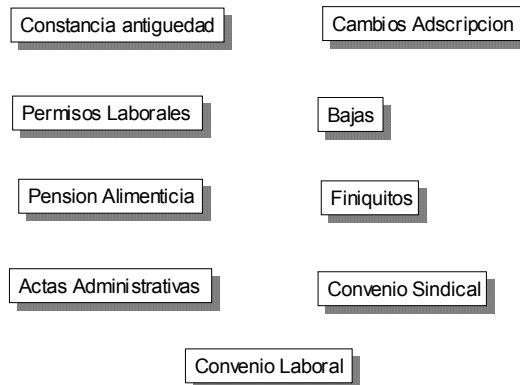 Constancia antiguedad
Cambios Adscripcion
Permisos Laborales
Bajas
Pension Alimenticia
Finiquitos
Actas Administrativas
Convenio Sindical
Convenio Laboral